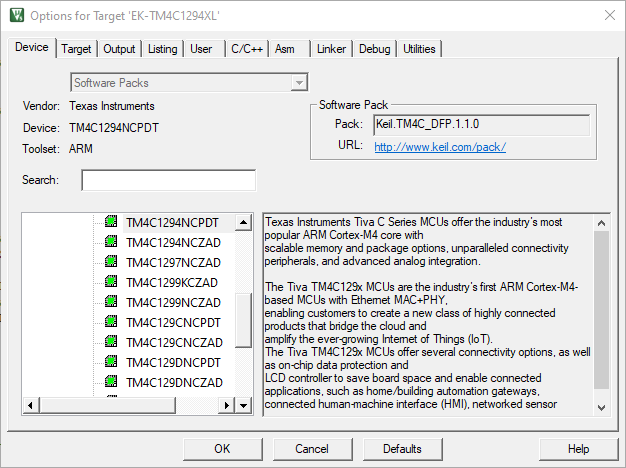 Options for Target 'EK-TM4C1294XL'
Device Target Output Listing User C/C++ Asm Linker Debug Utilities
Software Packs
Vendor: Texas Instruments
Device: TM4C1294NCPDT
Toolset: ARM
Search:
Software Pack
Pack: Keil.TM4C_DFP.1.1.0
URL: http://www.keil.com/pack/
TM4C1294NCPDT
TM4C1294NCZAD
TM4C1297NCZAD
TM4C1299KCZAD
TM4C1299NCZAD
TM4C129CNCPDT
TM4C129CNCZAD
TM4C129DNCPDT
TM4C129DNCZAD
Texas Instruments Tiva C Series MCUs offer the industry's most
popular ARM Cortex-M4 core with
scalable memory and package options, unparalleled connectivity
peripherals, and advanced analog integration.
The Tiva TM4C129x MCUs are the industry's first ARM Cortex-M4-
based MCUs with Ethernet MAC+PHY,
enabling customers to create a new class of highly connected
products that bridge the cloud and
amplify the ever-growing Internet of Things (IoT).
The Tiva TM4C129x MCUs offer several connectivity options, as well
as on-chip data protection and
LCD controller to save board space and enable connected
applications, such as home/building automation gateways,
connected human-machine interface (HMI), networked sensor
OK Cancel Defaults Help